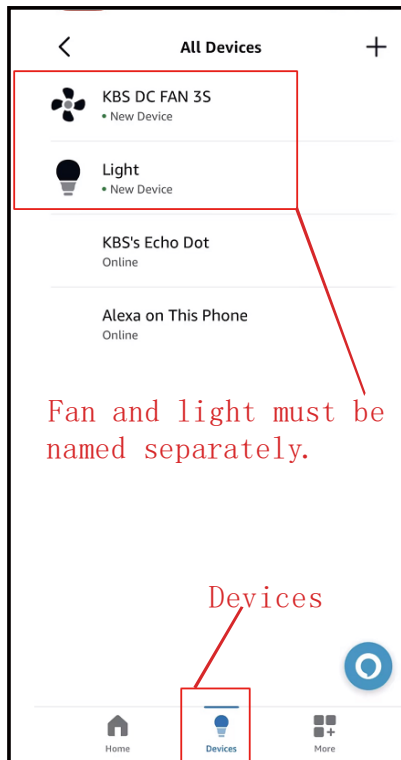 All Devices
KBS DC FAN 3S
• New Device
Light
• New Device
KBS's Echo Dot
Online
Alexa on This Phone
Online
Fan and light must be
named separately.
Devices
Home
Devices
More